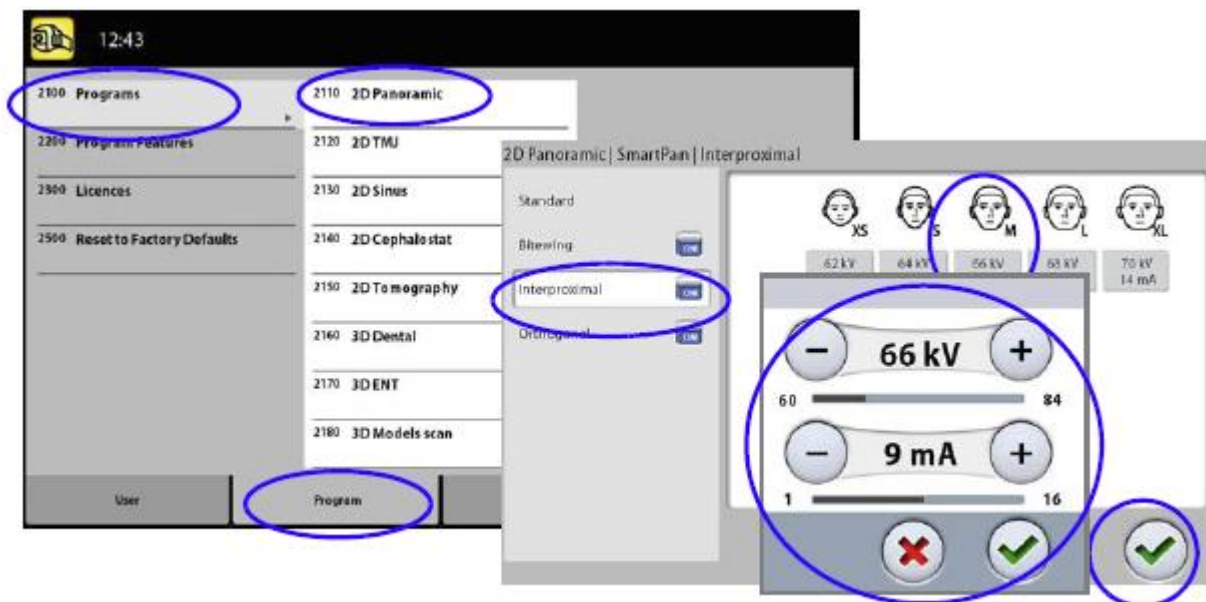 12:43
2100 Programs
2200 Program Features
2300 Licences
2500 Reset to Factory Defaults
2110 2D Panoramic
2120 2D TMJ
2130 2D Sinus
2140 2D Cephalostat
2150 2D Tomography
2160 3D Dental
2170 3D ENT
2180 3D Models scan
User
Program
2D Panoramic | SmartPan | Interproximal
Standard
Bitewing ON
Interproximal ON
Orthogonal ON
XS S M L XL
62 kV 64 kV 66 kV 68 kV 70 kV
14 mA
66 kV
60 84
9 mA
1 16